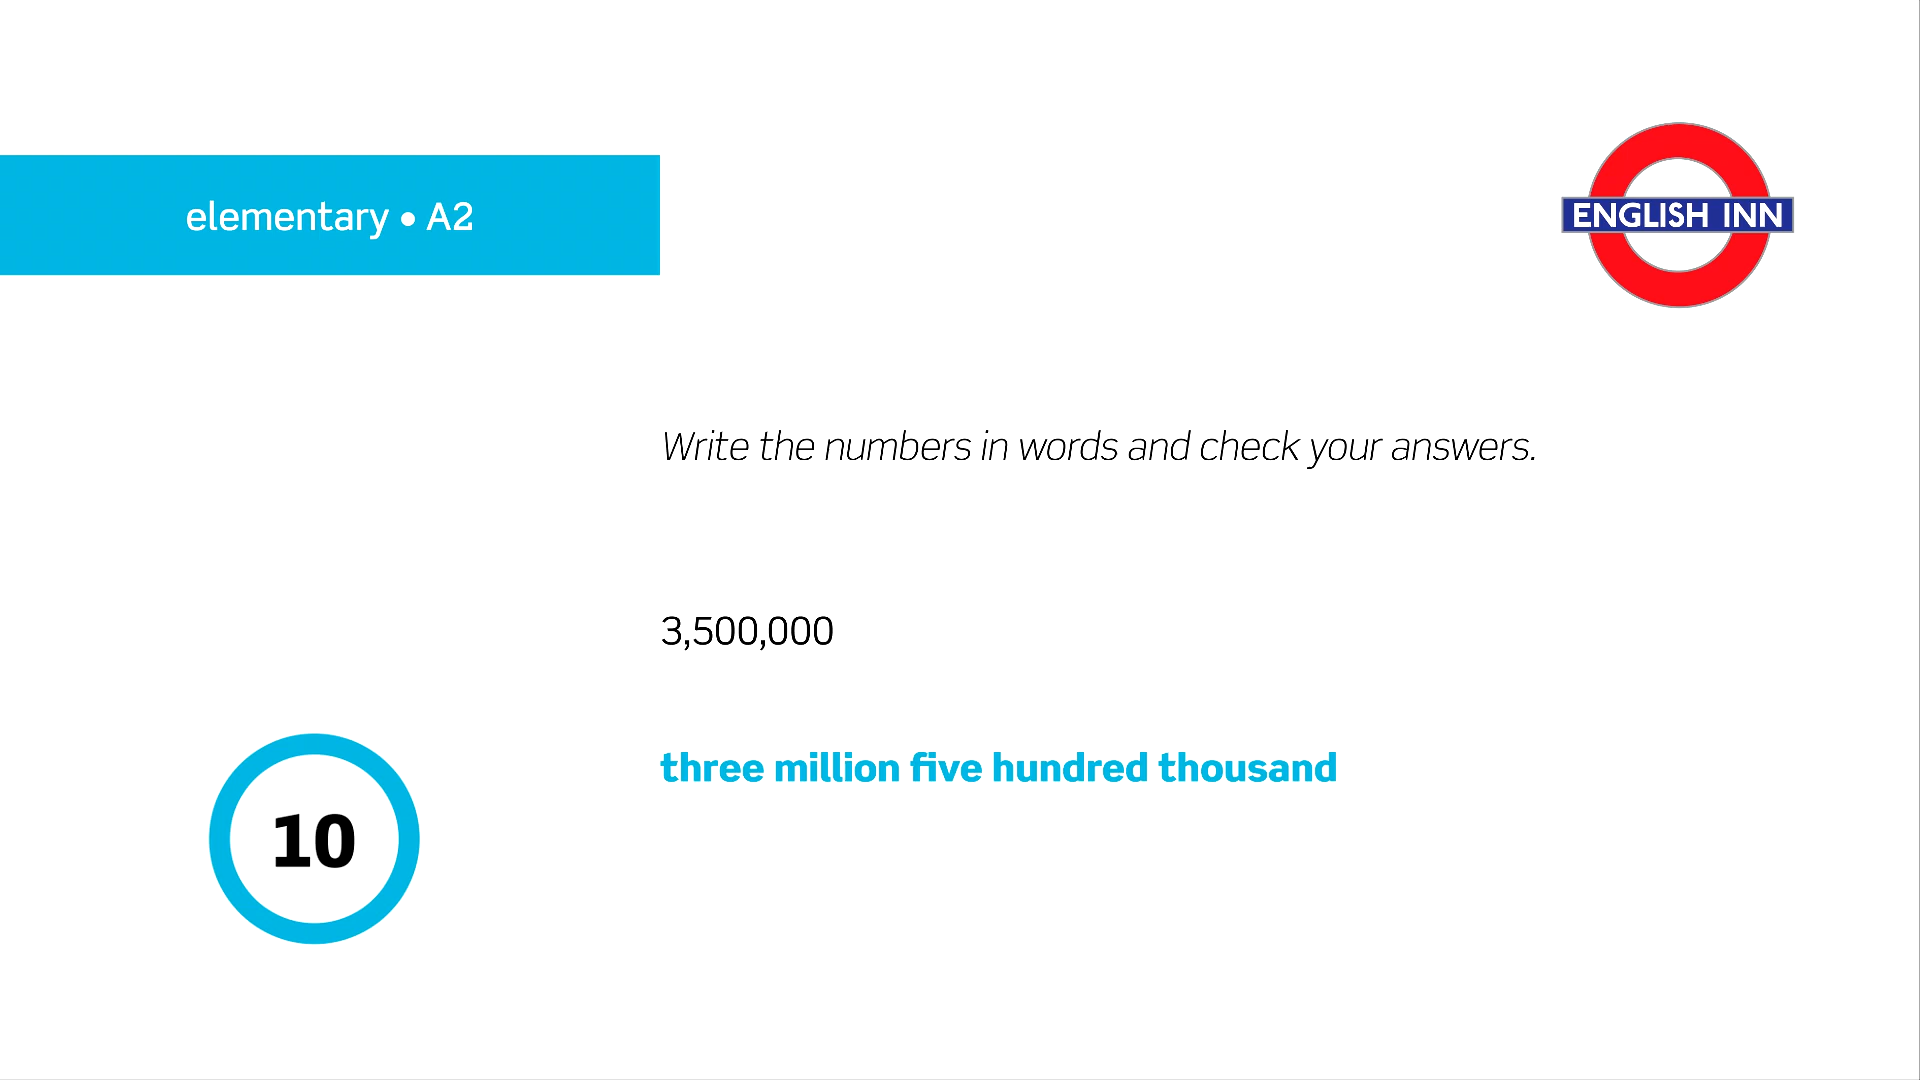 elementary • A2
ENGLISH INN
Write the numbers in words and check your answers.
3,500,000
three million five hundred thousand
10